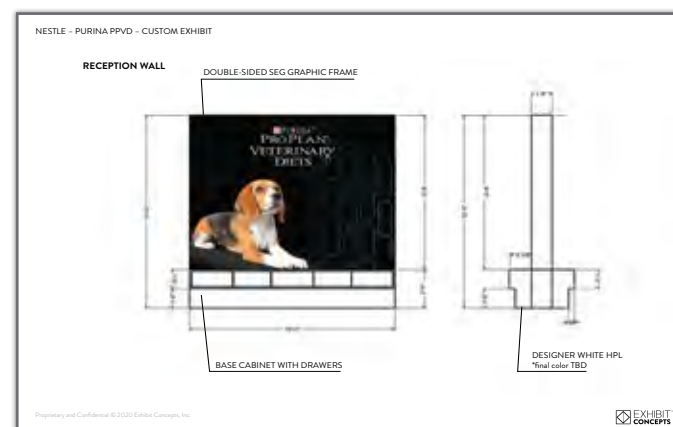 NESTLE – PURINA PPVD – CUSTOM EXHIBIT
RECEPTION WALL
DOUBLE-SIDED SEG GRAPHIC FRAME
PURINA
PRO PLAN
VETERINARY
DIETS
BASE CABINET WITH DRAWERS
DESIGNER WHITE HPL
*final color TBD
Proprietary and Confidential © 2020 Exhibit Concepts, Inc.
EXHIBIT
CONCEPTS